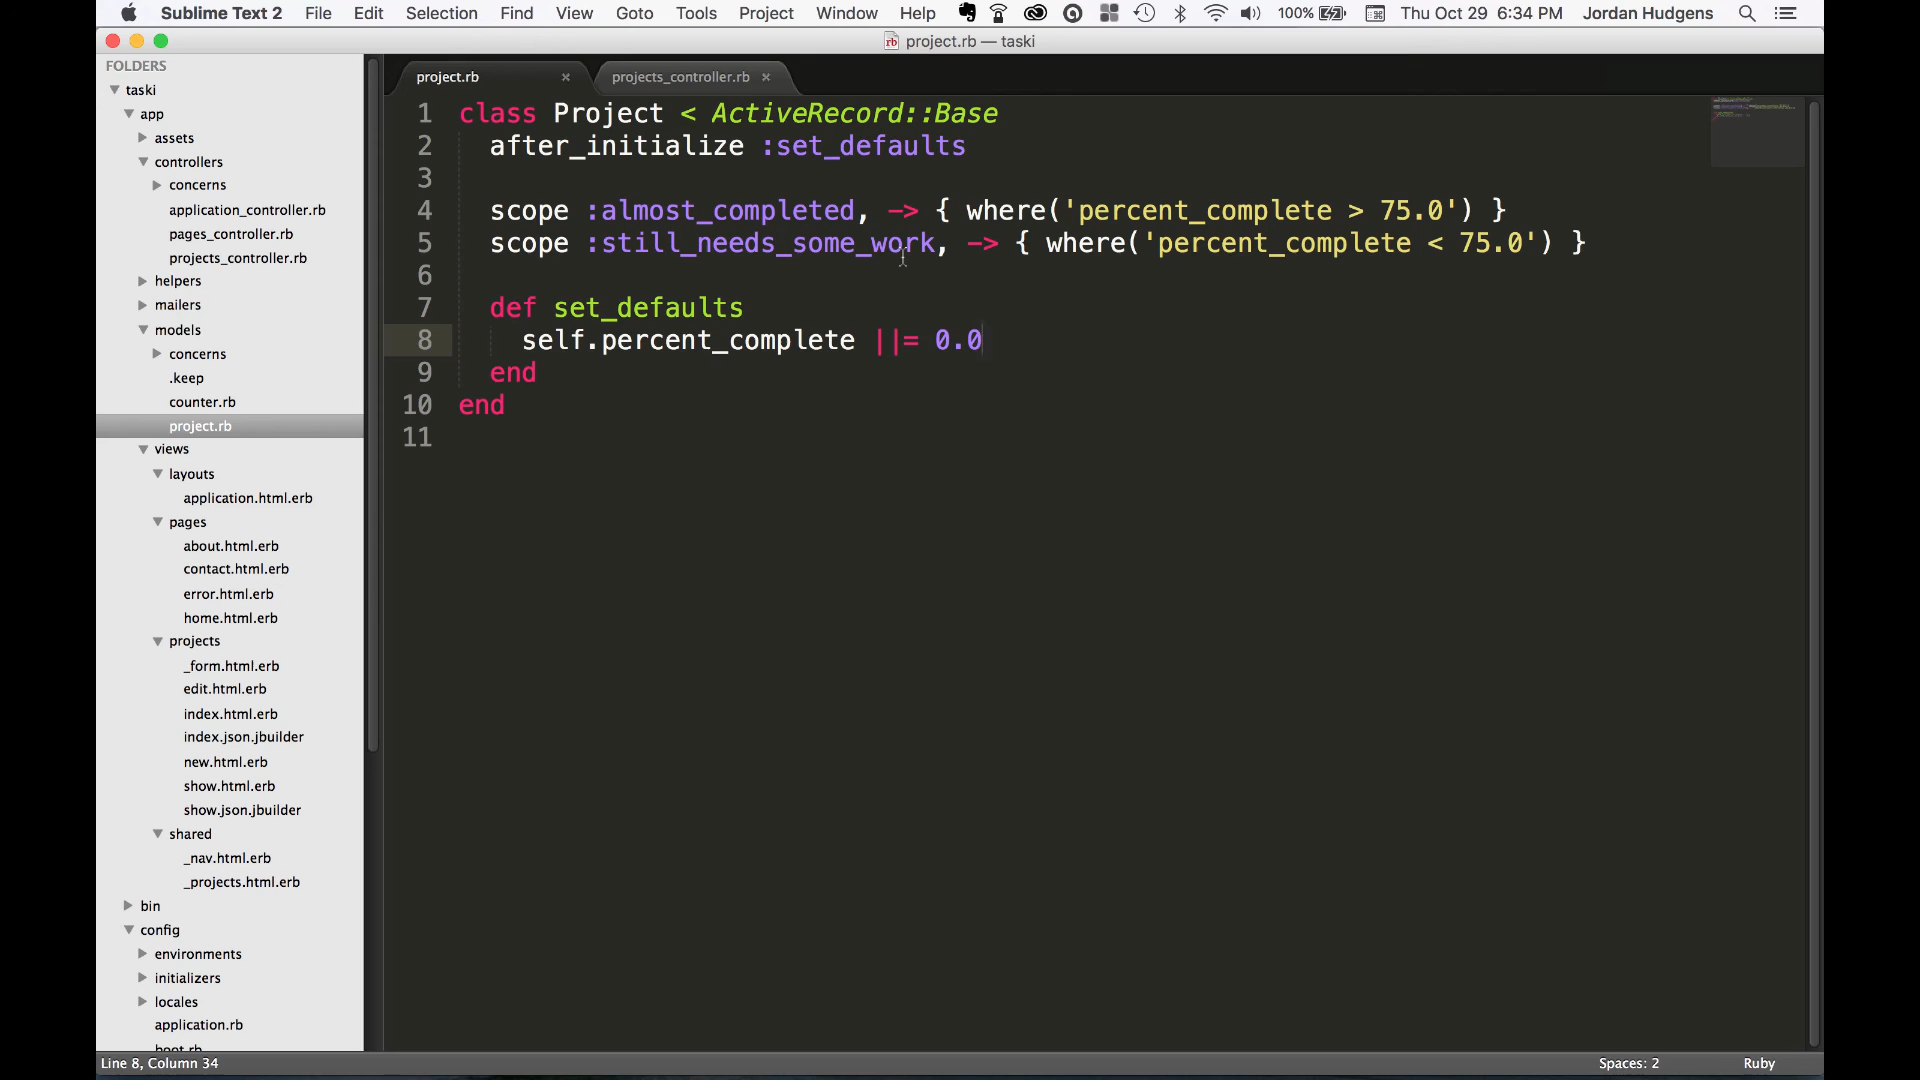 Sublime Text 2 File Edit Selection Find View Goto Tools Project Window Help 100% Thu Oct 29 6:34 PM Jordan Hudgens
project.rb — taski
FOLDERS
taski
app
assets
controllers
concerns
application_controller.rb
pages_controller.rb
projects_controller.rb
helpers
mailers
models
concerns
.keep
counter.rb
project.rb
views
layouts
application.html.erb
pages
about.html.erb
contact.html.erb
error.html.erb
home.html.erb
projects
_form.html.erb
edit.html.erb
index.html.erb
index.json.jbuilder
new.html.erb
show.html.erb
show.json.jbuilder
shared
_nav.html.erb
_projects.html.erb
bin
config
environments
initializers
locales
application.rb
boot.rb
project.rb × projects_controller.rb ×
1 class Project < ActiveRecord::Base
2   after_initialize :set_defaults
3
4   scope :almost_completed, -> { where('percent_complete > 75.0') }
5   scope :still_needs_some_work, -> { where('percent_complete < 75.0') }
6
7   def set_defaults
8     self.percent_complete ||= 0.0
9   end
10 end
11
Line 8, Column 34 Spaces: 2 Ruby